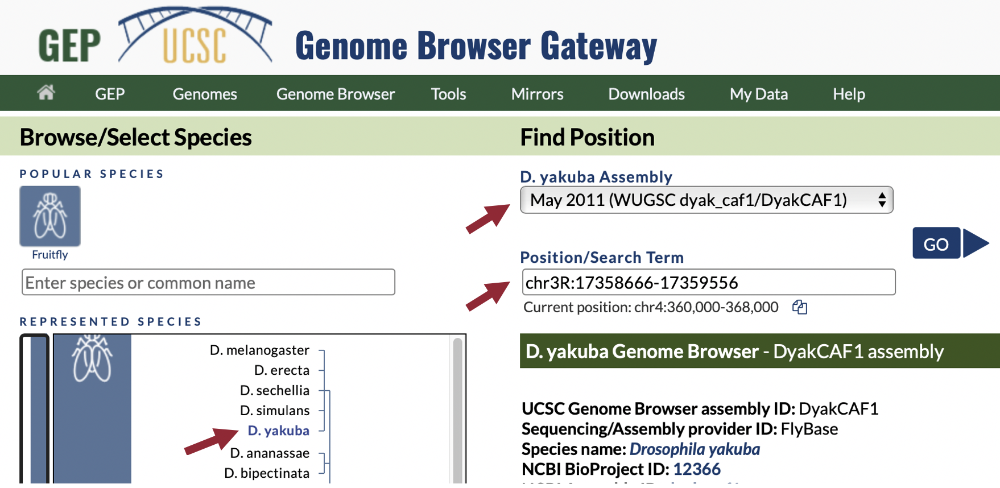 GEP UCSC Genome Browser Gateway
GEP Genomes Genome Browser Tools Mirrors Downloads My Data Help
Browse/Select Species
POPULAR SPECIES
Fruitfly
Enter species or common name
REPRESENTED SPECIES
D. melanogaster
D. erecta
D. sechellia
D. simulans
D. yakuba
D. ananassae
D. bipectinata
Find Position
D. yakuba Assembly
May 2011 (WUGSC dyak_caf1/DyakCAF1)
GO
Position/Search Term
chr3R:17358666-17359556
Current position: chr4:360,000-368,000
D. yakuba Genome Browser - DyakCAF1 assembly
UCSC Genome Browser assembly ID: DyakCAF1
Sequencing/Assembly provider ID: FlyBase
Species name: Drosophila yakuba
NCBI BioProject ID: 12366